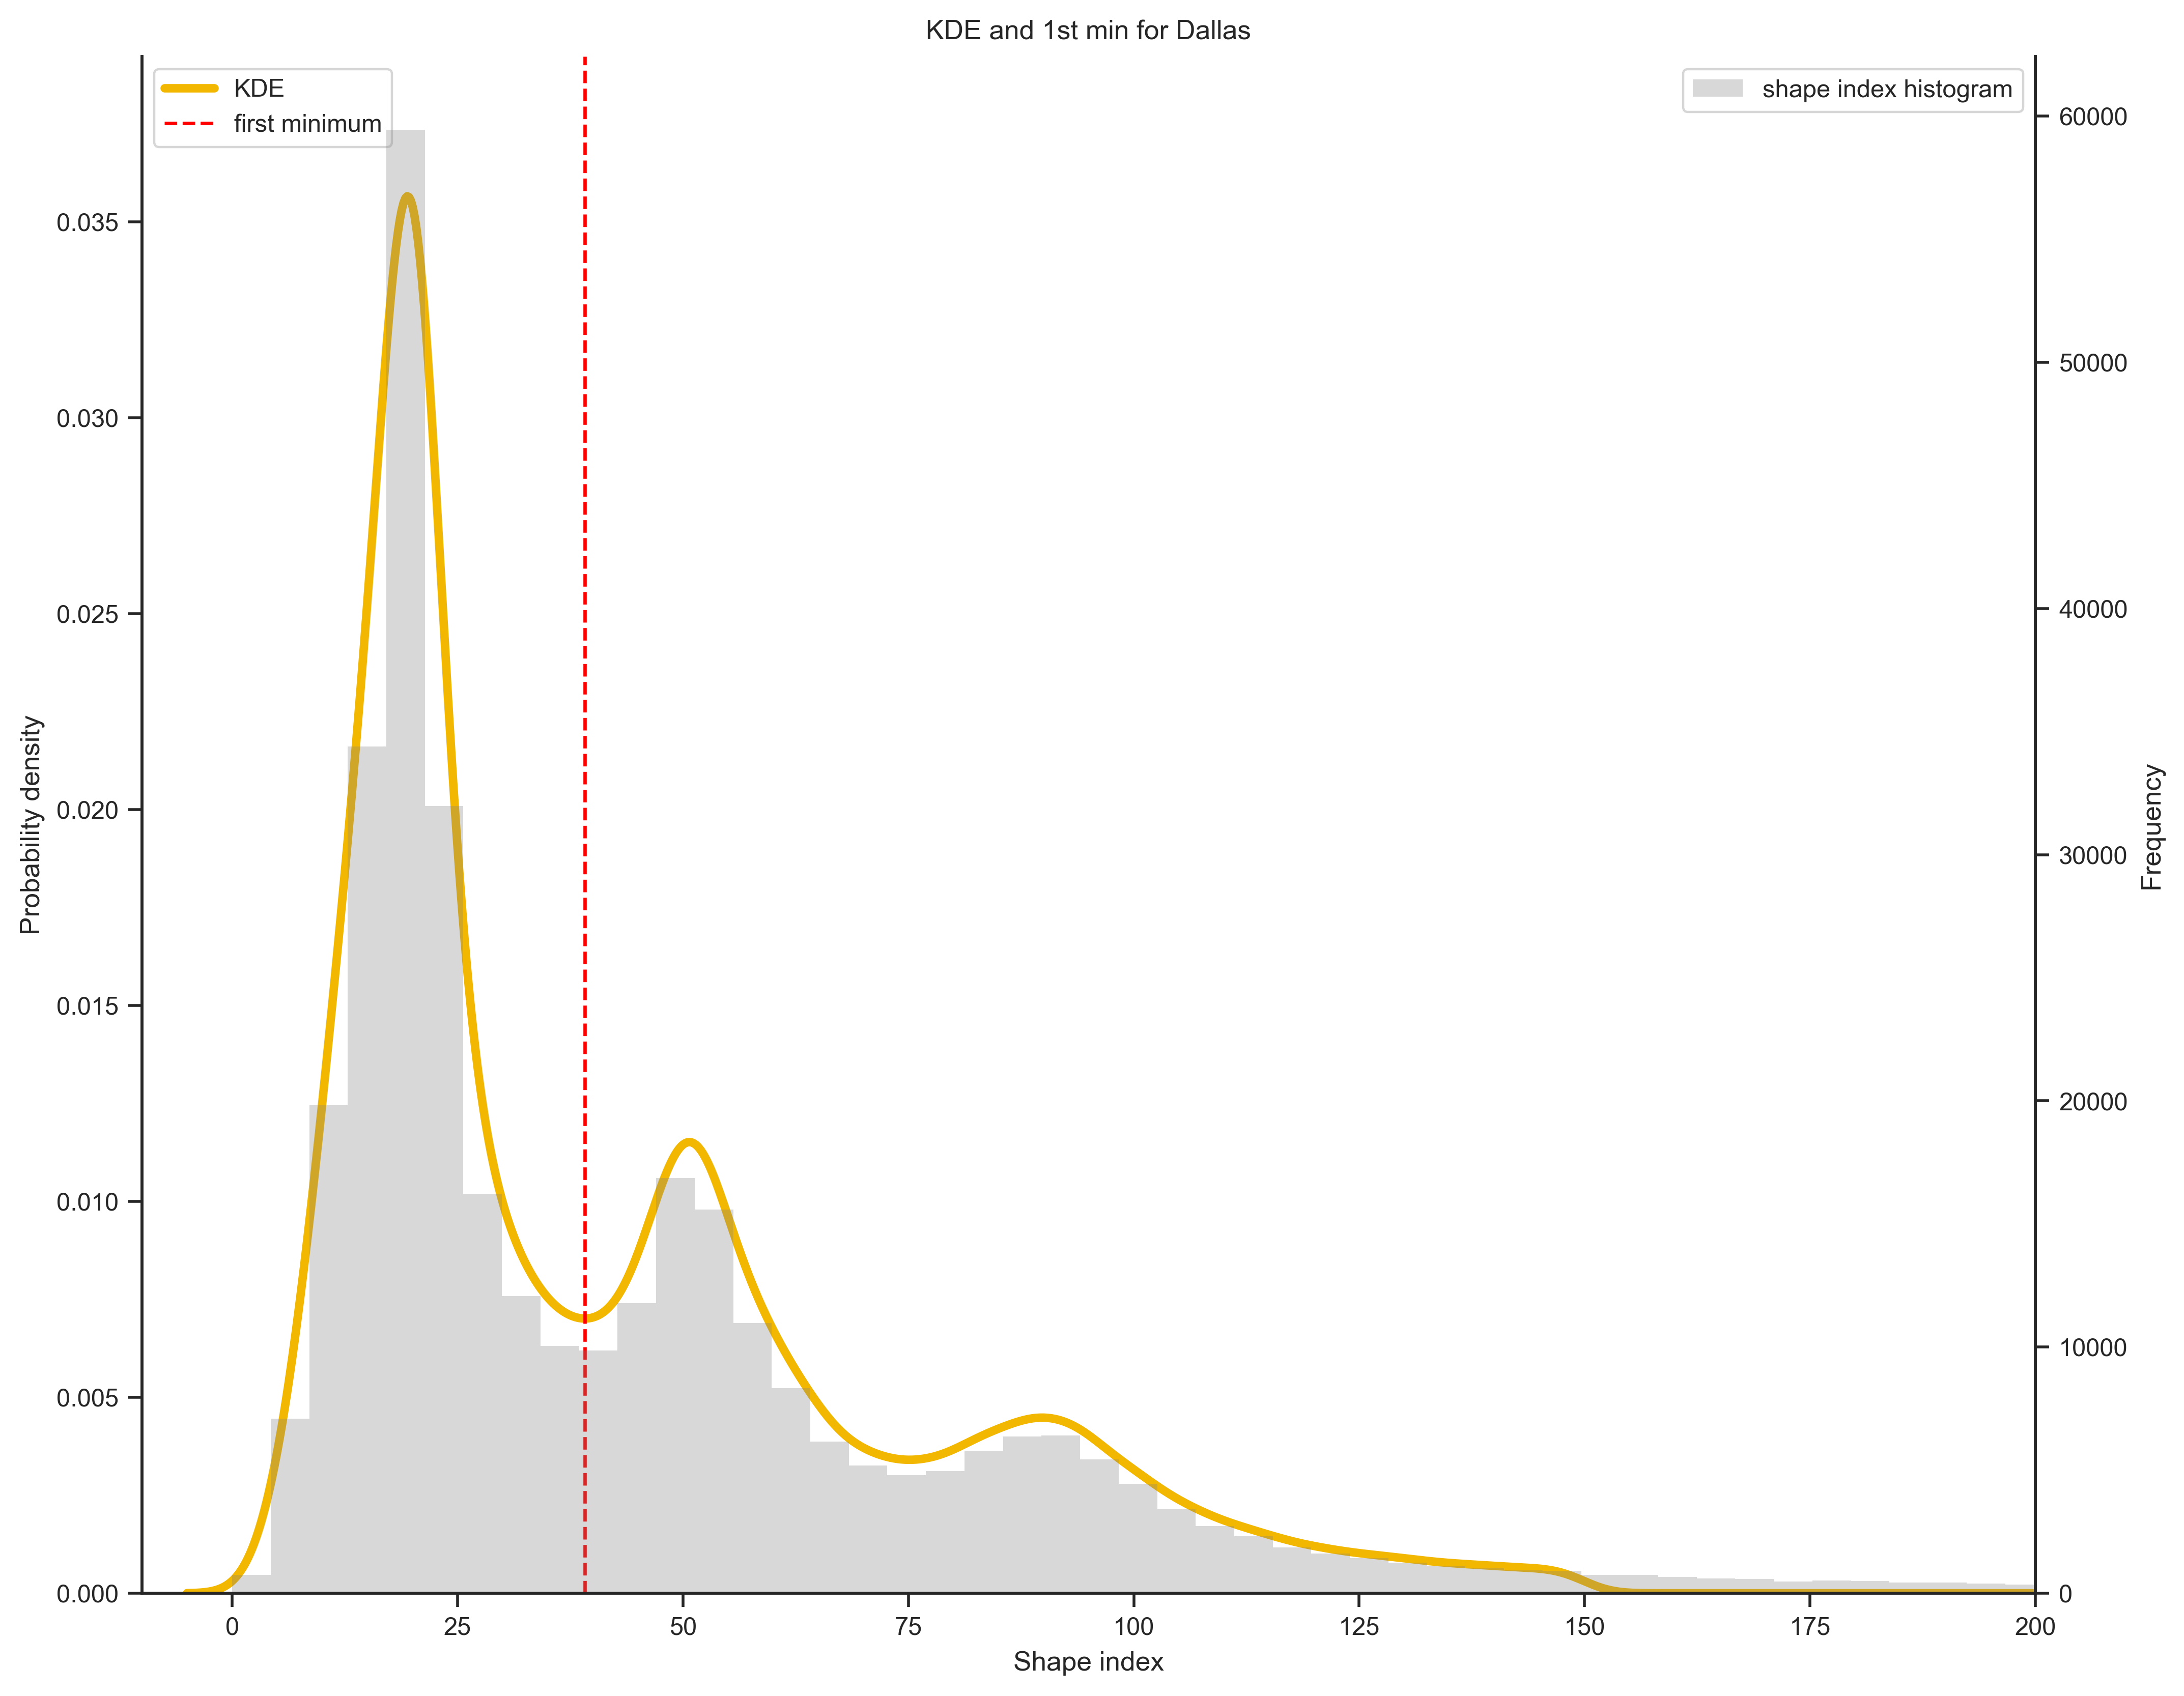 KDE and 1st min for Dallas
KDE
first minimum
shape index histogram
Probability density
0.035
0.030
0.025
0.020
0.015
0.010
0.005
0.000
60000
50000
40000
30000
20000
10000
0
Frequency
0 25 50 75 100 125 150 175 200
Shape index